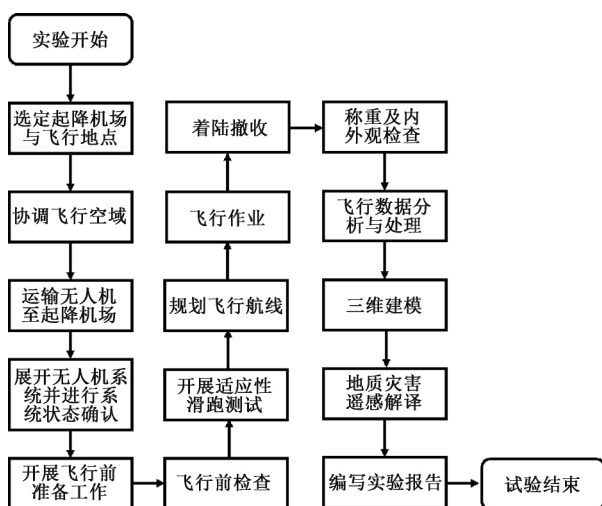 实验开始
选定起降机场
与飞行地点
协调飞行空域
运输无人机
至起降机场
展开无人机系
统并进行系
统状态确认
开展飞行前
准备工作
飞行前检查
开展适应性
滑跑测试
规划飞行航线
飞行作业
着陆撤收
称重及内
外观检查
飞行数据分
析与处理
三维建模
地质灾害
遥感解译
编写实验报告
试验结束